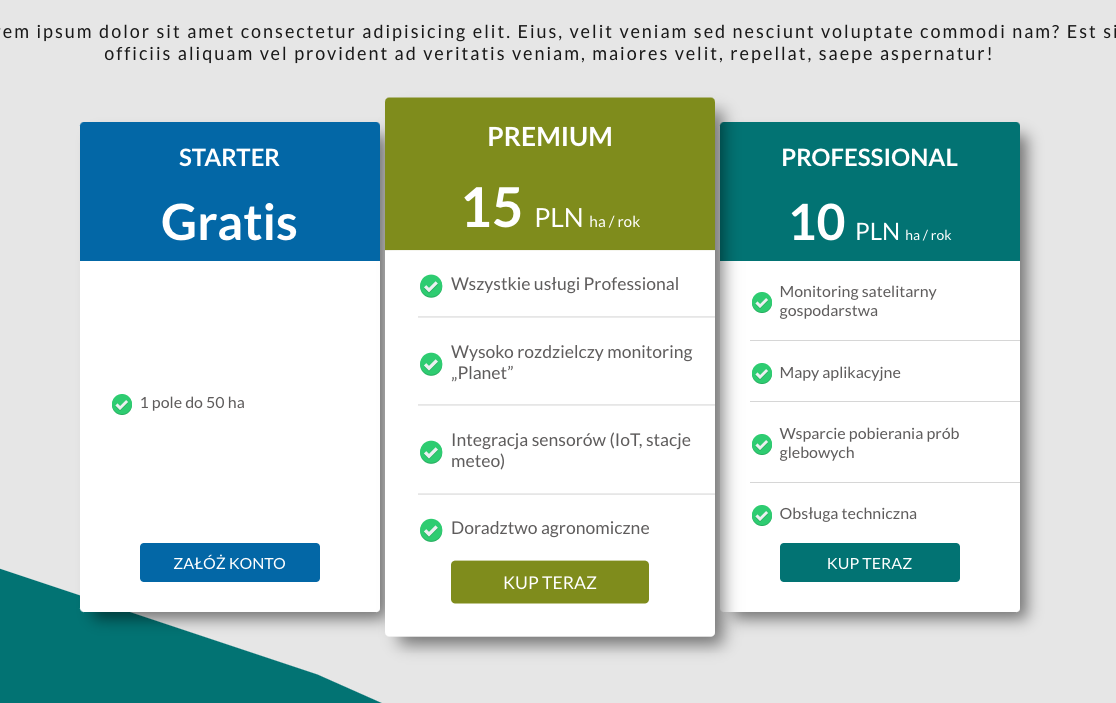 ipsum dolor sit amet consectetur adipisicing elit. Eius, velit veniam sed nesciunt voluptate commodi nam? Est
officiis aliquam vel provident ad veritatis veniam, maiores velit, repellat, saepe aspernatur!
STARTER
Gratis
1 pole do 50 ha
ZAŁÓŻ KONTO
PREMIUM
15 PLN ha / rok
Wszystkie usługi Professional
Wysoko rozdzielczy monitoring
„Planet”
Integracja sensorów (IoT, stacje
meteo)
Doradztwo agronomiczne
KUP TERAZ
PROFESSIONAL
10 PLN ha / rok
Monitoring satelitarny
gospodarstwa
Mapy aplikacyjne
Wsparcie pobierania prób
glebowych
Obsługa techniczna
KUP TERAZ